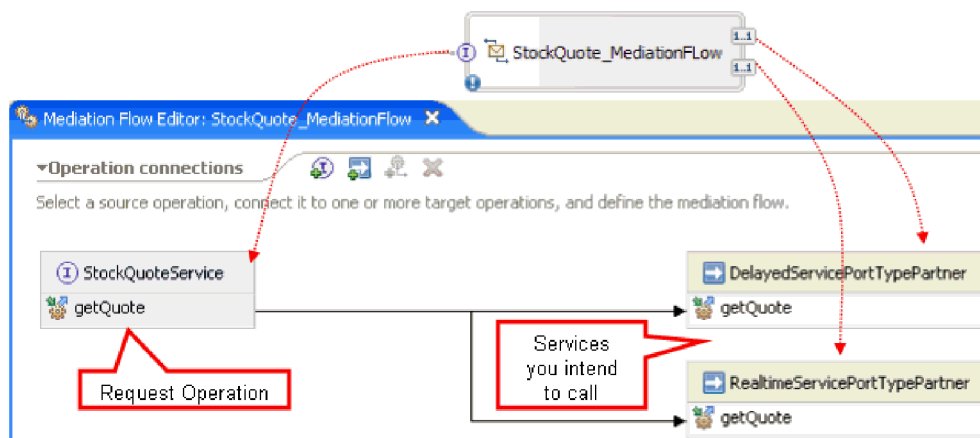 1..1
StockQuote_MediationFLow
1..1
Mediation Flow Editor: StockQuote_MediationFlow
Operation connections
Select a source operation, connect it to one or more target operations, and define the mediation flow.
StockQuoteService
getQuote
DelayedServicePortTypePartner
getQuote
Request Operation
Services
you intend
to call
RealtimeServicePortTypePartner
getQuote